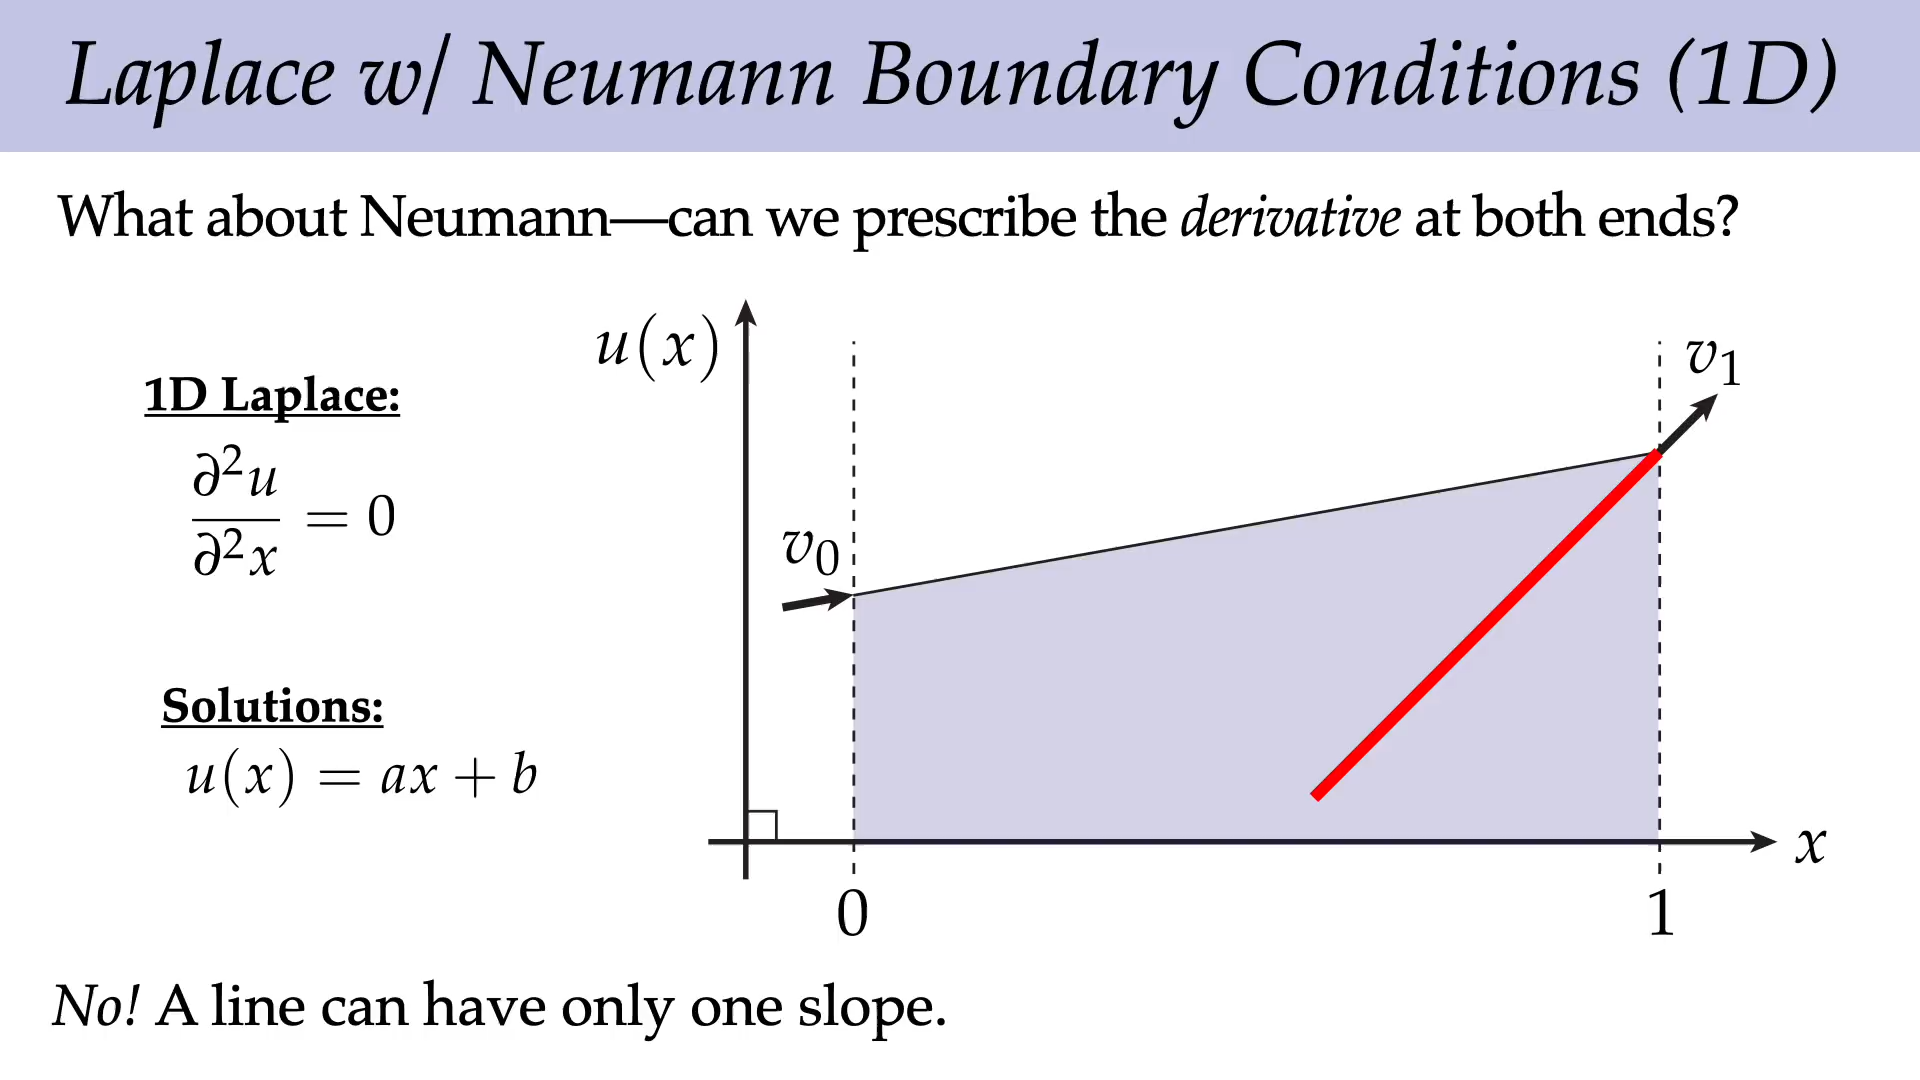 Laplace w/ Neumann Boundary Conditions (1D)
What about Neumann—can we prescribe the derivative at both ends?
1D Laplace:
∂²u
∂²x
= 0
Solutions:
u(x) = ax + b
u(x)
v₀
v₁
x
0
1
No! A line can have only one slope.